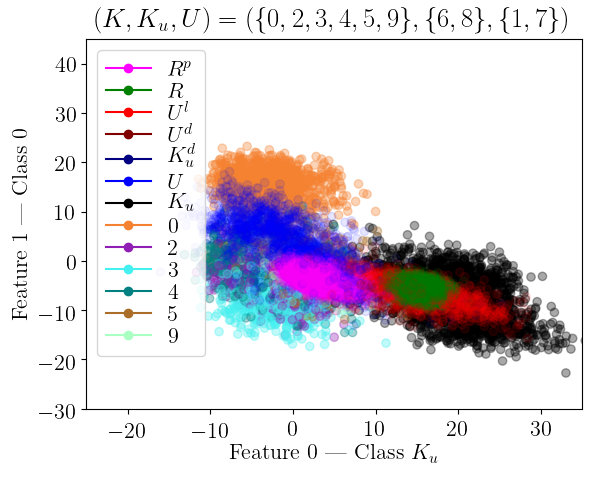 (K, K_u, U) = ({0, 2, 3, 4, 5, 9}, {6, 8}, {1, 7})
40
30
20
10
0
−10
−20
−30
Feature 1 — Class 0
R^p
R
U^l
U^d
K_u^d
U
K_u
0
2
3
4
5
9
−20
−10
0
10
20
30
Feature 0 — Class K_u